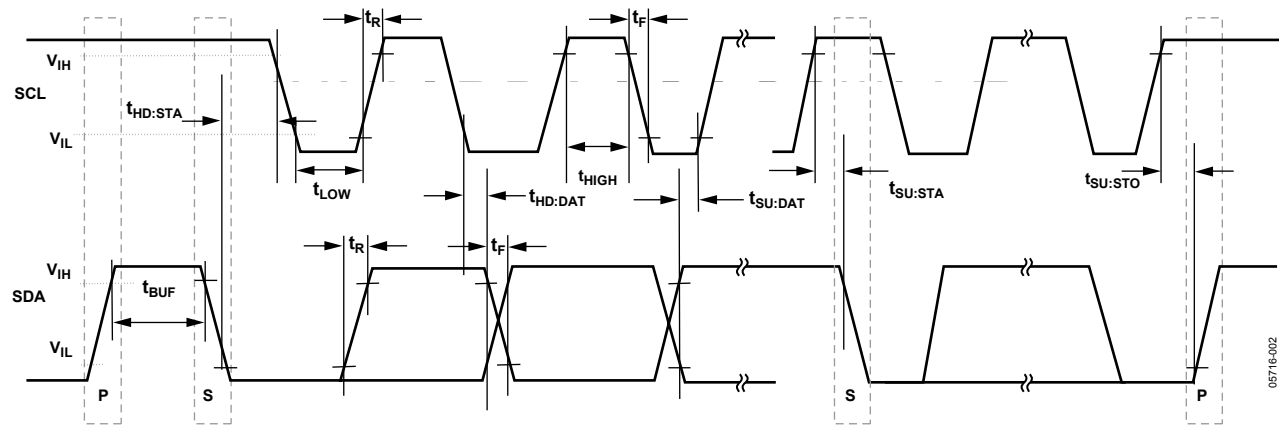 tR
tF
VIH
SCL
tHD:STA
VIL
tLOW
tHIGH
tHD:DAT
tSU:DAT
tSU:STA
tSU:STO
tR
tF
VIH
SDA
tBUF
VIL
P
S
S
P
05716-002